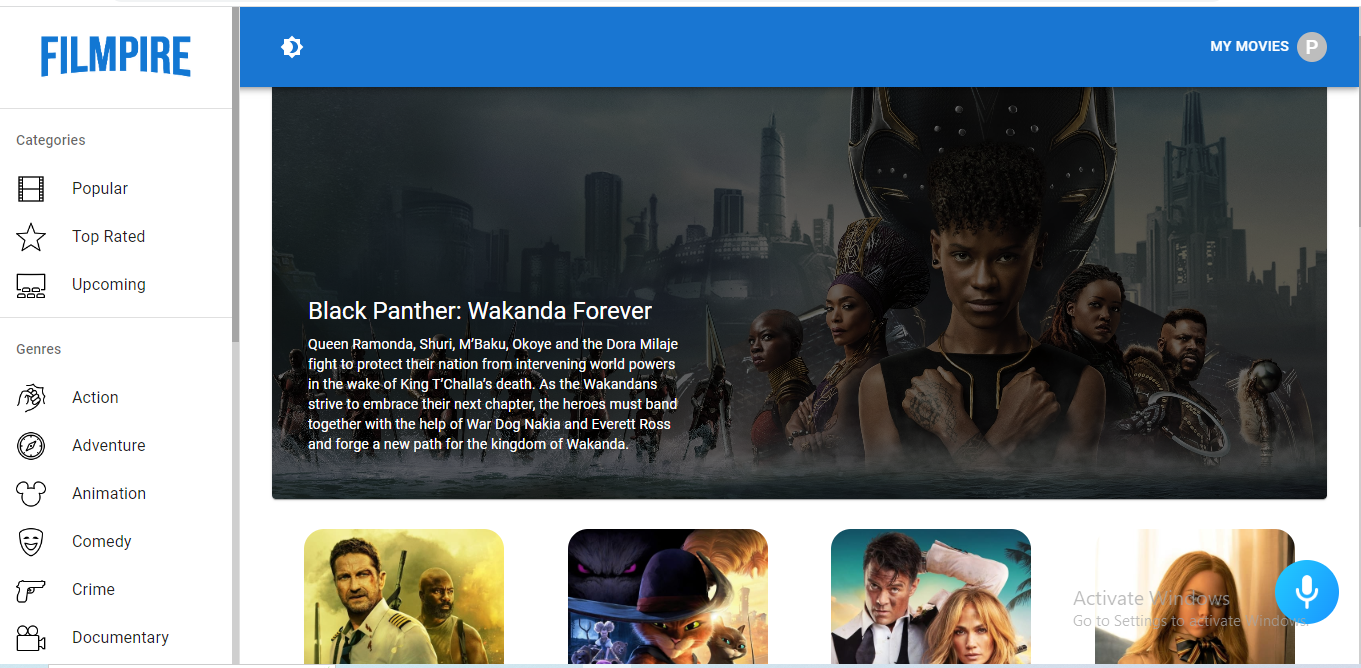 FILMPIRE
MY MOVIES P
Categories
Popular
Top Rated
Upcoming
Genres
Action
Adventure
Animation
Comedy
Crime
Documentary
Black Panther: Wakanda Forever
Queen Ramonda, Shuri, M’Baku, Okoye and the Dora Milaje
fight to protect their nation from intervening world powers
in the wake of King T’Challa’s death. As the Wakandans
strive to embrace their next chapter, the heroes must band
together with the help of War Dog Nakia and Everett Ross
and forge a new path for the kingdom of Wakanda.
Activate Windows
Go to Settings to activate Windows.